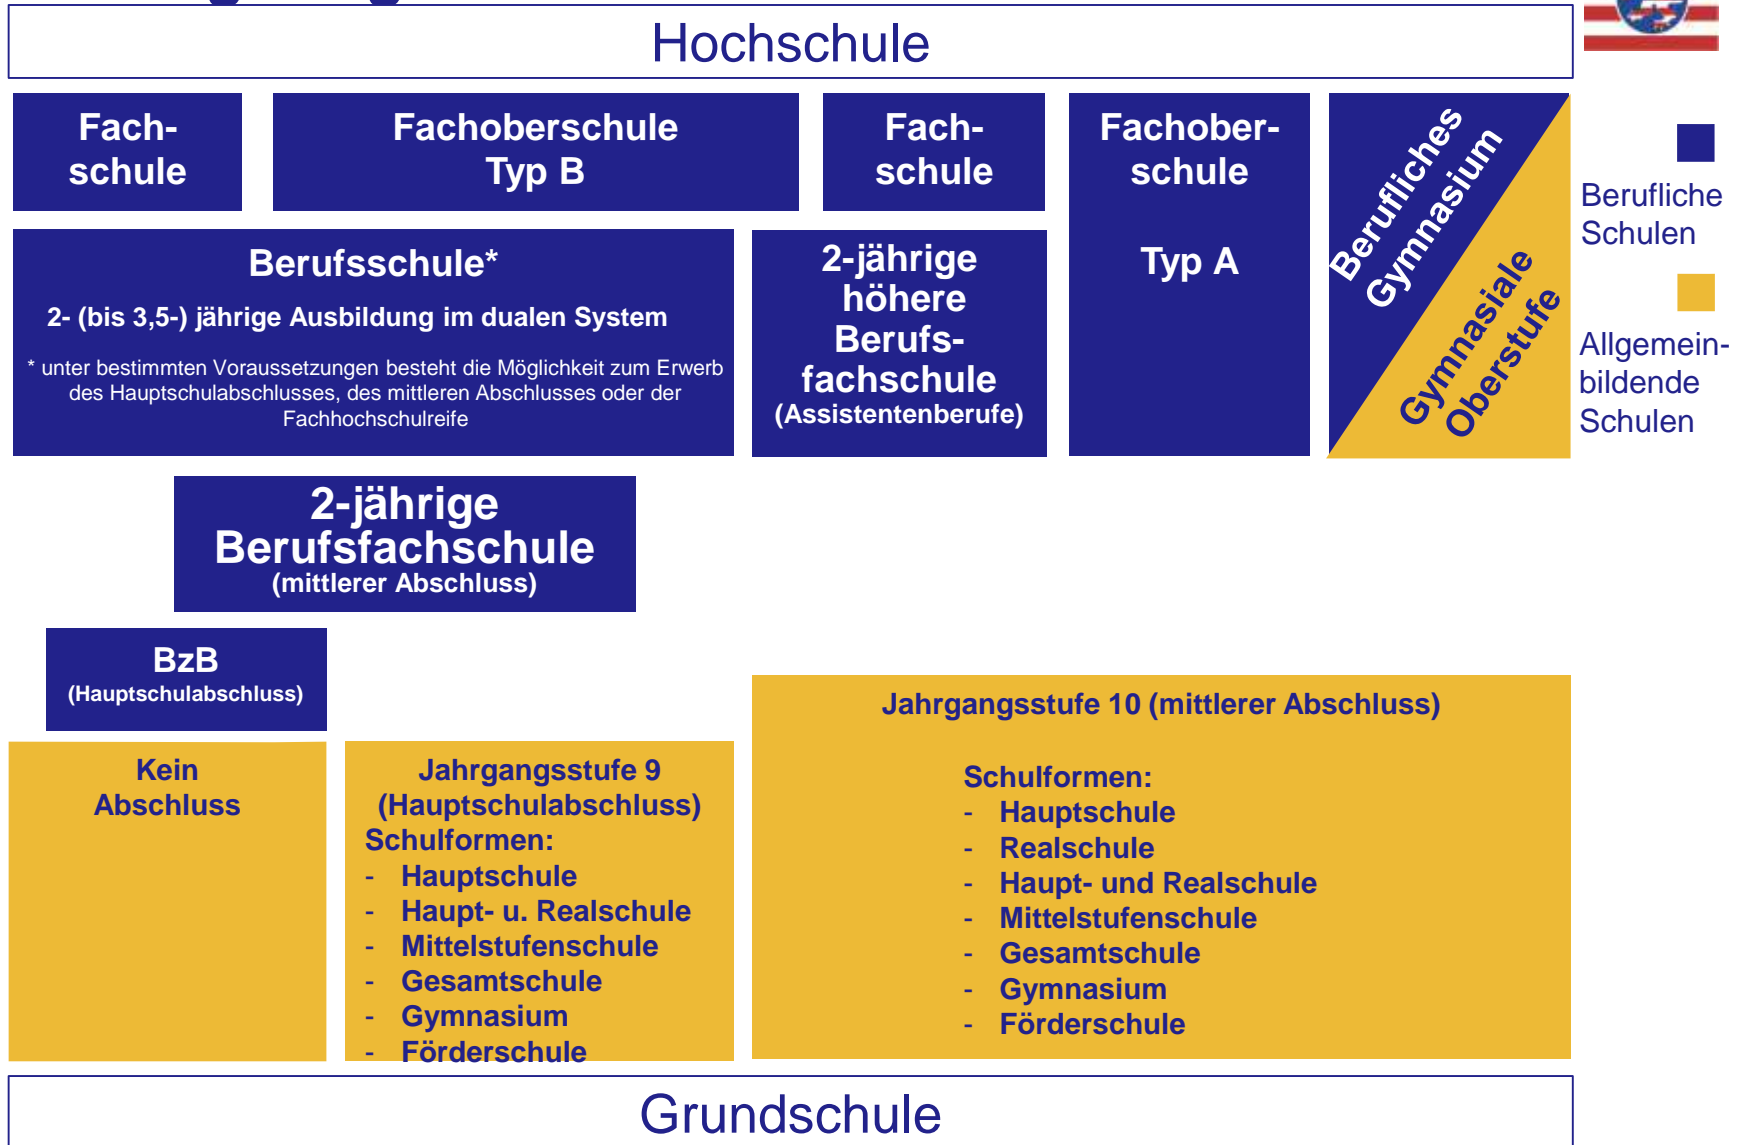 Hochschule
Fach-
schule
Fachoberschule
Typ B
Fach-
schule
Fachober-
schule
Typ A
Berufliches
Gymnasium
Gymnasiale
Oberstufe
Berufliche
Schulen
Allgemein-
bildende
Schulen
Berufsschule*
2- (bis 3,5-) jährige Ausbildung im dualen System
* unter bestimmten Voraussetzungen besteht die Möglichkeit zum Erwerb
des Hauptschulabschlusses, des mittleren Abschlusses oder der
Fachhochschulreife
2-jährige
höhere
Berufs-
fachschule
(Assistentenberufe)
2-jährige
Berufsfachschule
(mittlerer Abschluss)
BzB
(Hauptschulabschluss)
Kein
Abschluss
Jahrgangsstufe 9
(Hauptschulabschluss)
Schulformen:
- Hauptschule
- Haupt- u. Realschule
- Mittelstufenschule
- Gesamtschule
- Gymnasium
- Förderschule
Jahrgangsstufe 10 (mittlerer Abschluss)
Schulformen:
- Hauptschule
- Realschule
- Haupt- und Realschule
- Mittelstufenschule
- Gesamtschule
- Gymnasium
- Förderschule
Grundschule